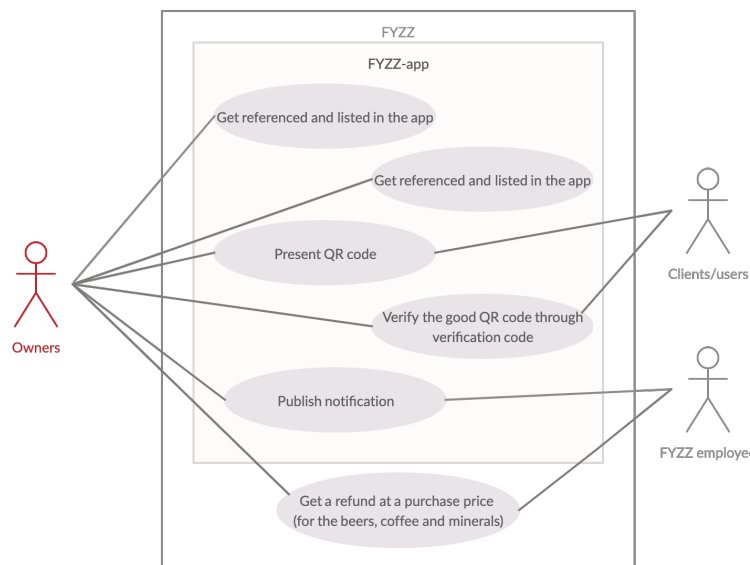 FYZZ
FYZZ-app
Get referenced and listed in the app
Get referenced and listed in the app
Present QR code
Clients/users
Verify the good QR code through
verification code
Owners
Publish notification
FYZZ employee
Get a refund at a purchase price
(for the beers, coffee and minerals)